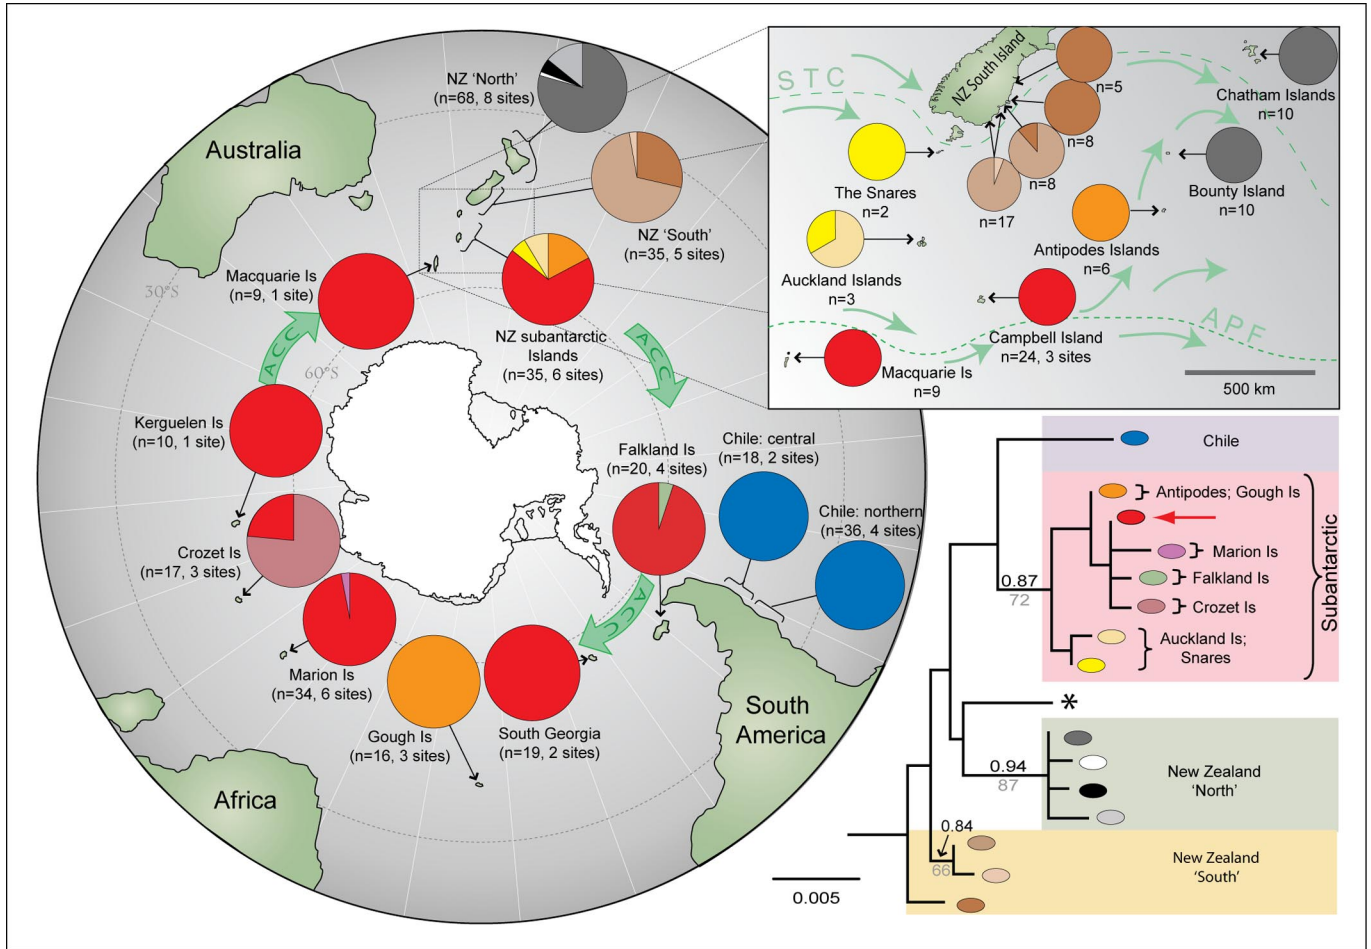 NZ 'North'
(n=68, 8 sites)
Australia
NZ 'South'
(n=35, 5 sites)
Macquarie Is
(n=9, 1 site)
30°S
NZ subantarctic
Islands
(n=35, 6 sites)
ACC
ACC
60°S
Kerguelen Is
(n=10, 1 site)
Falkland Is
(n=20, 4 sites)
Chile: central
(n=18, 2 sites)
Chile: northern
(n=36, 4 sites)
Crozet Is
(n=17, 3 sites)
ACC
Marion Is
(n=34, 6 sites)
Gough Is
(n=16, 3 sites)
South Georgia
(n=19, 2 sites)
South
America
Africa
STC
NZ South Island
n=5
Chatham Islands
n=10
n=8
The Snares
n=2
n=8
n=17
Bounty Island
n=10
Antipodes Islands
n=6
Auckland Islands
n=3
Campbell Island
n=24, 3 sites
APF
Macquarie Is
n=9
500 km
Chile
Antipodes; Gough Is
Marion Is
Falkland Is
Crozet Is
Auckland Is;
Snares
Subantarctic
0.87
72
*
0.94
87
New Zealand
'North'
0.84
66
New Zealand
'South'
0.005